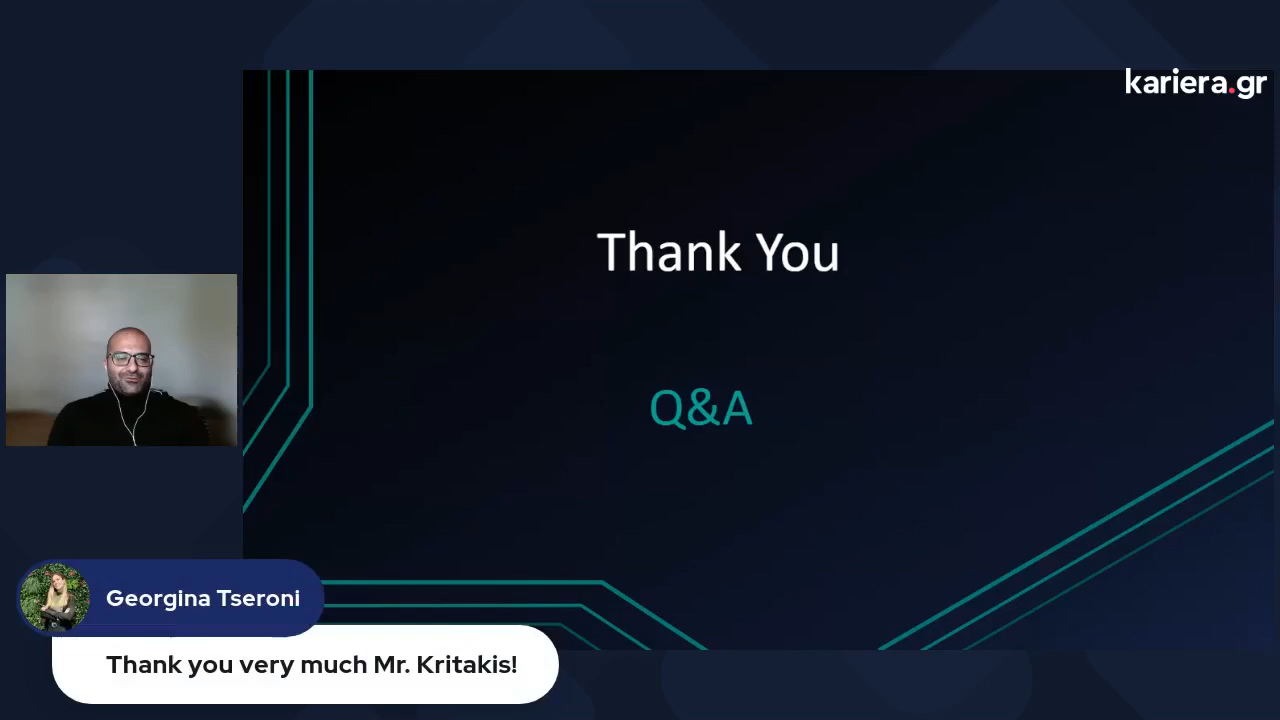 kariera.gr
Thank You
Q&A
Georgina Tseroni
Thank you very much Mr. Kritakis!